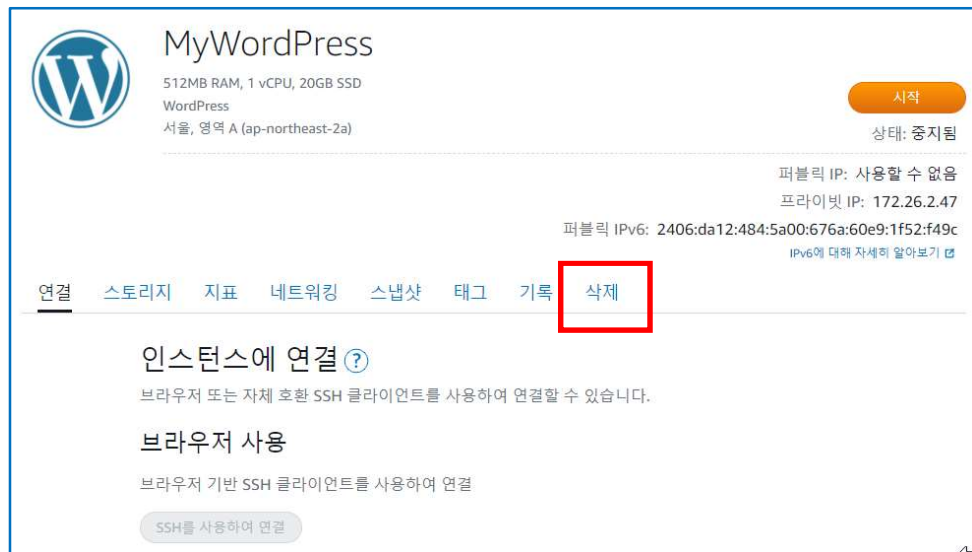 MyWordPress
512MB RAM, 1 vCPU, 20GB SSD
WordPress
서울, 영역 A (ap-northeast-2a)
시작
상태: 중지됨
퍼블릭 IP: 사용할 수 없음
프라이빗 IP: 172.26.2.47
퍼블릭 IPv6: 2406:da12:484:5a00:676a:60e9:1f52:f49c
IPv6에 대해 자세히 알아보기
연결 스토리지 지표 네트워킹 스냅샷 태그 기록 삭제
인스턴스에 연결 ?
브라우저 또는 자체 호환 SSH 클라이언트를 사용하여 연결할 수 있습니다.
브라우저 사용
브라우저 기반 SSH 클라이언트를 사용하여 연결
SSH를 사용하여 연결